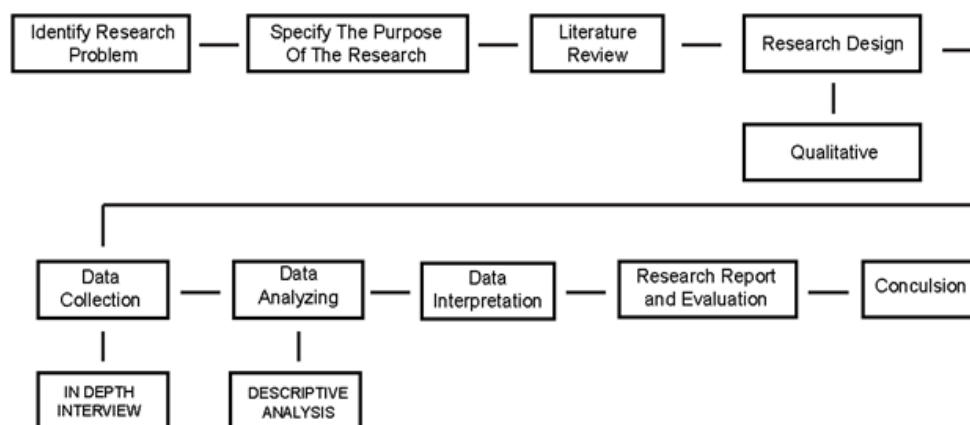 Identify Research
Problem
Specify The Purpose
Of The Research
Literature
Review
Research Design
Qualitative
Data
Collection
Data
Analyzing
Data
Interpretation
Research Report
and Evaluation
Conculsion
IN DEPTH
INTERVIEW
DESCRIPTIVE
ANALYSIS